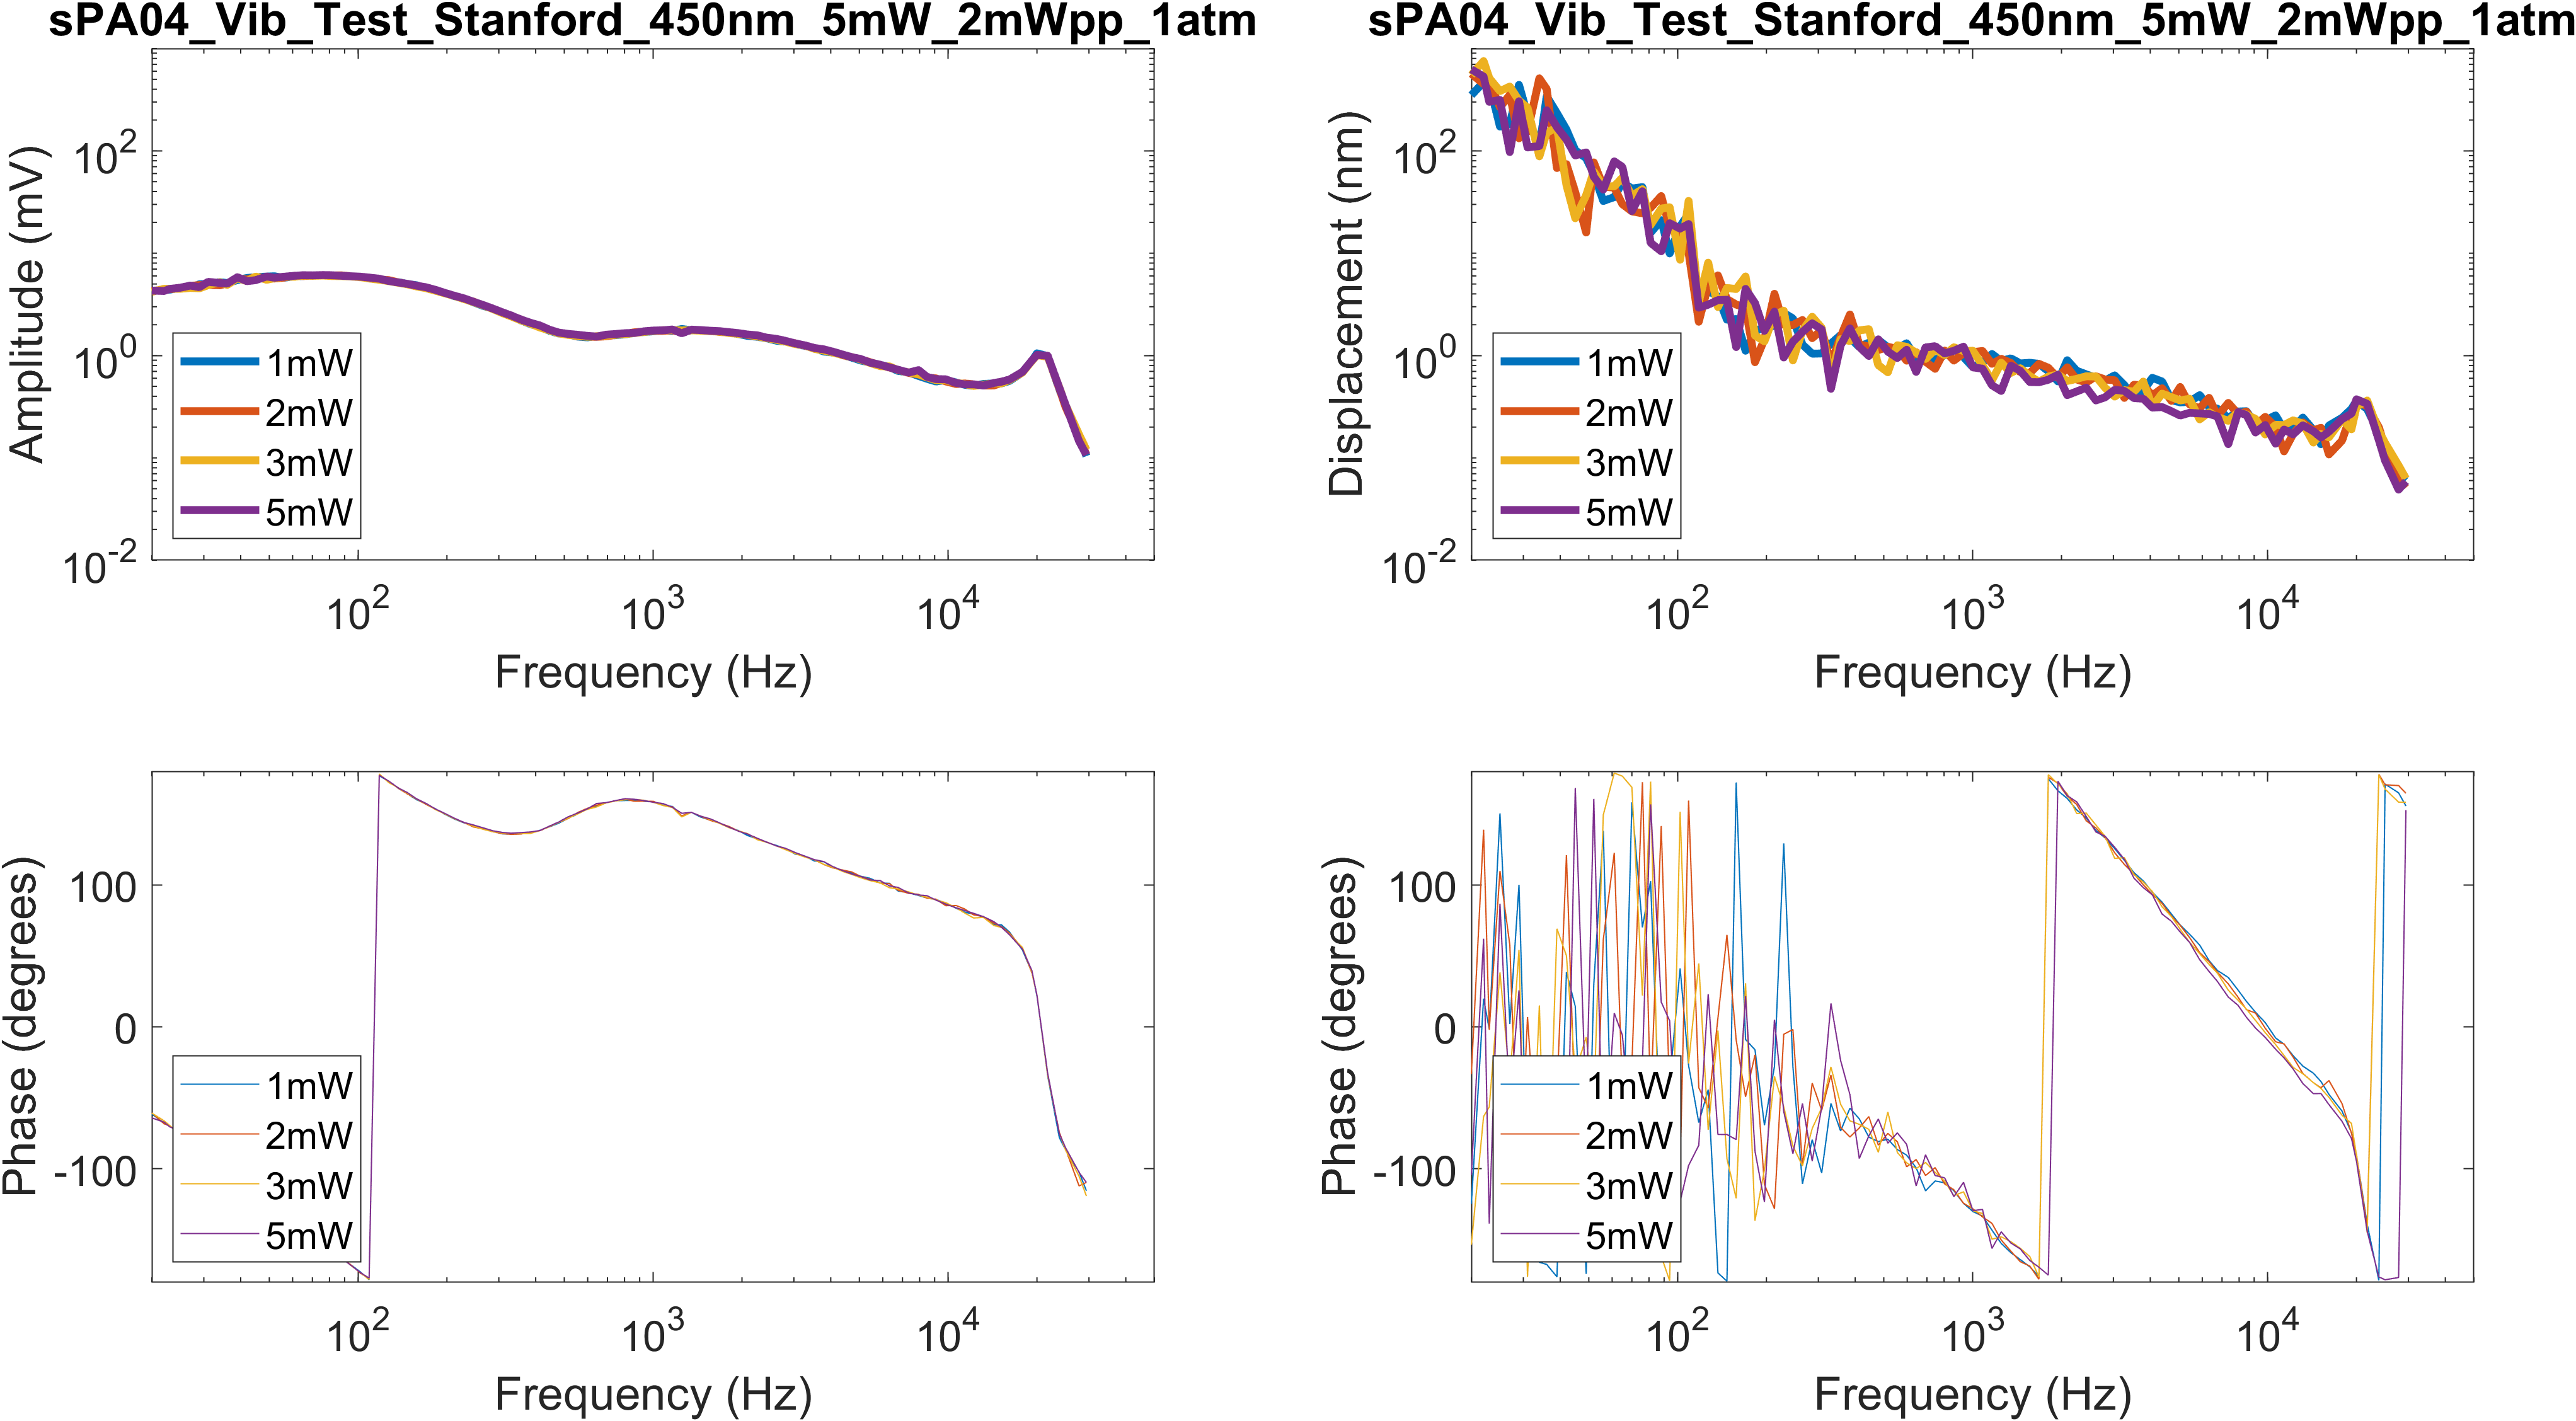 sPA04_Vib_Test_Stanford_450nm_5mW_2mWpp_1atm
Amplitude (mV)
10^2
10^0
10^-2
1mW
2mW
3mW
5mW
10^2
10^3
10^4
Frequency (Hz)
sPA04_Vib_Test_Stanford_450nm_5mW_2mWpp_1atm
Displacement (nm)
10^2
10^0
10^-2
1mW
2mW
3mW
5mW
10^2
10^3
10^4
Frequency (Hz)
Phase (degrees)
100
0
-100
1mW
2mW
3mW
5mW
10^2
10^3
10^4
Frequency (Hz)
Phase (degrees)
100
0
-100
1mW
2mW
3mW
5mW
10^2
10^3
10^4
Frequency (Hz)